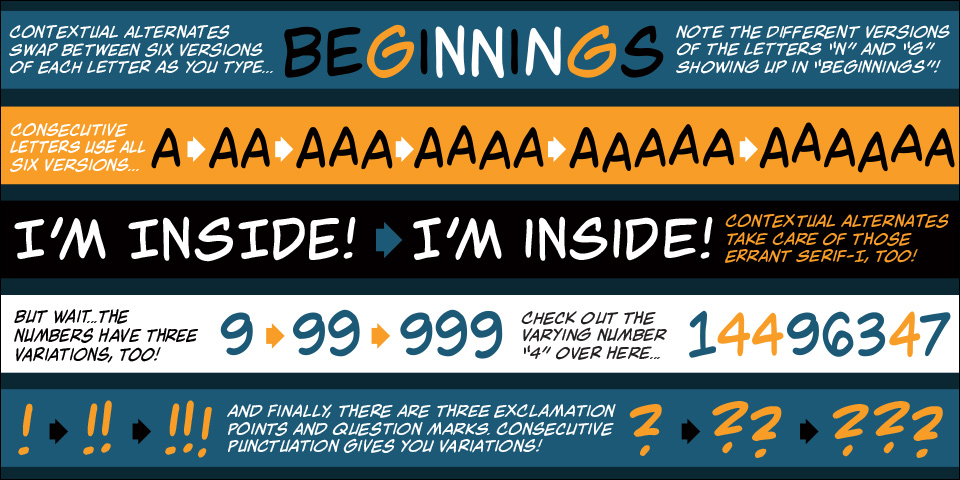 CONTEXTUAL ALTERNATES
SWAP BETWEEN SIX VERSIONS
OF EACH LETTER AS YOU TYPE...
BEGINNINGS
NOTE THE DIFFERENT VERSIONS
OF THE LETTERS "N" AND "G"
SHOWING UP IN "BEGINNINGS"!
CONSECUTIVE
LETTERS USE ALL
SIX VERSIONS...
A AA AAA AAAA AAAAA AAAAAA
I'M INSIDE! I'M INSIDE!
CONTEXTUAL ALTERNATES
TAKE CARE OF THOSE
ERRANT SERIF-I, TOO!
BUT WAIT...THE
NUMBERS HAVE THREE
VARIATIONS, TOO!
9 99 999
CHECK OUT THE
VARYING NUMBER
"4" OVER HERE...
14496347
! !! !!!
AND FINALLY, THERE ARE THREE EXCLAMATION
POINTS AND QUESTION MARKS. CONSECUTIVE
PUNCTUATION GIVES YOU VARIATIONS!
? ?? ???